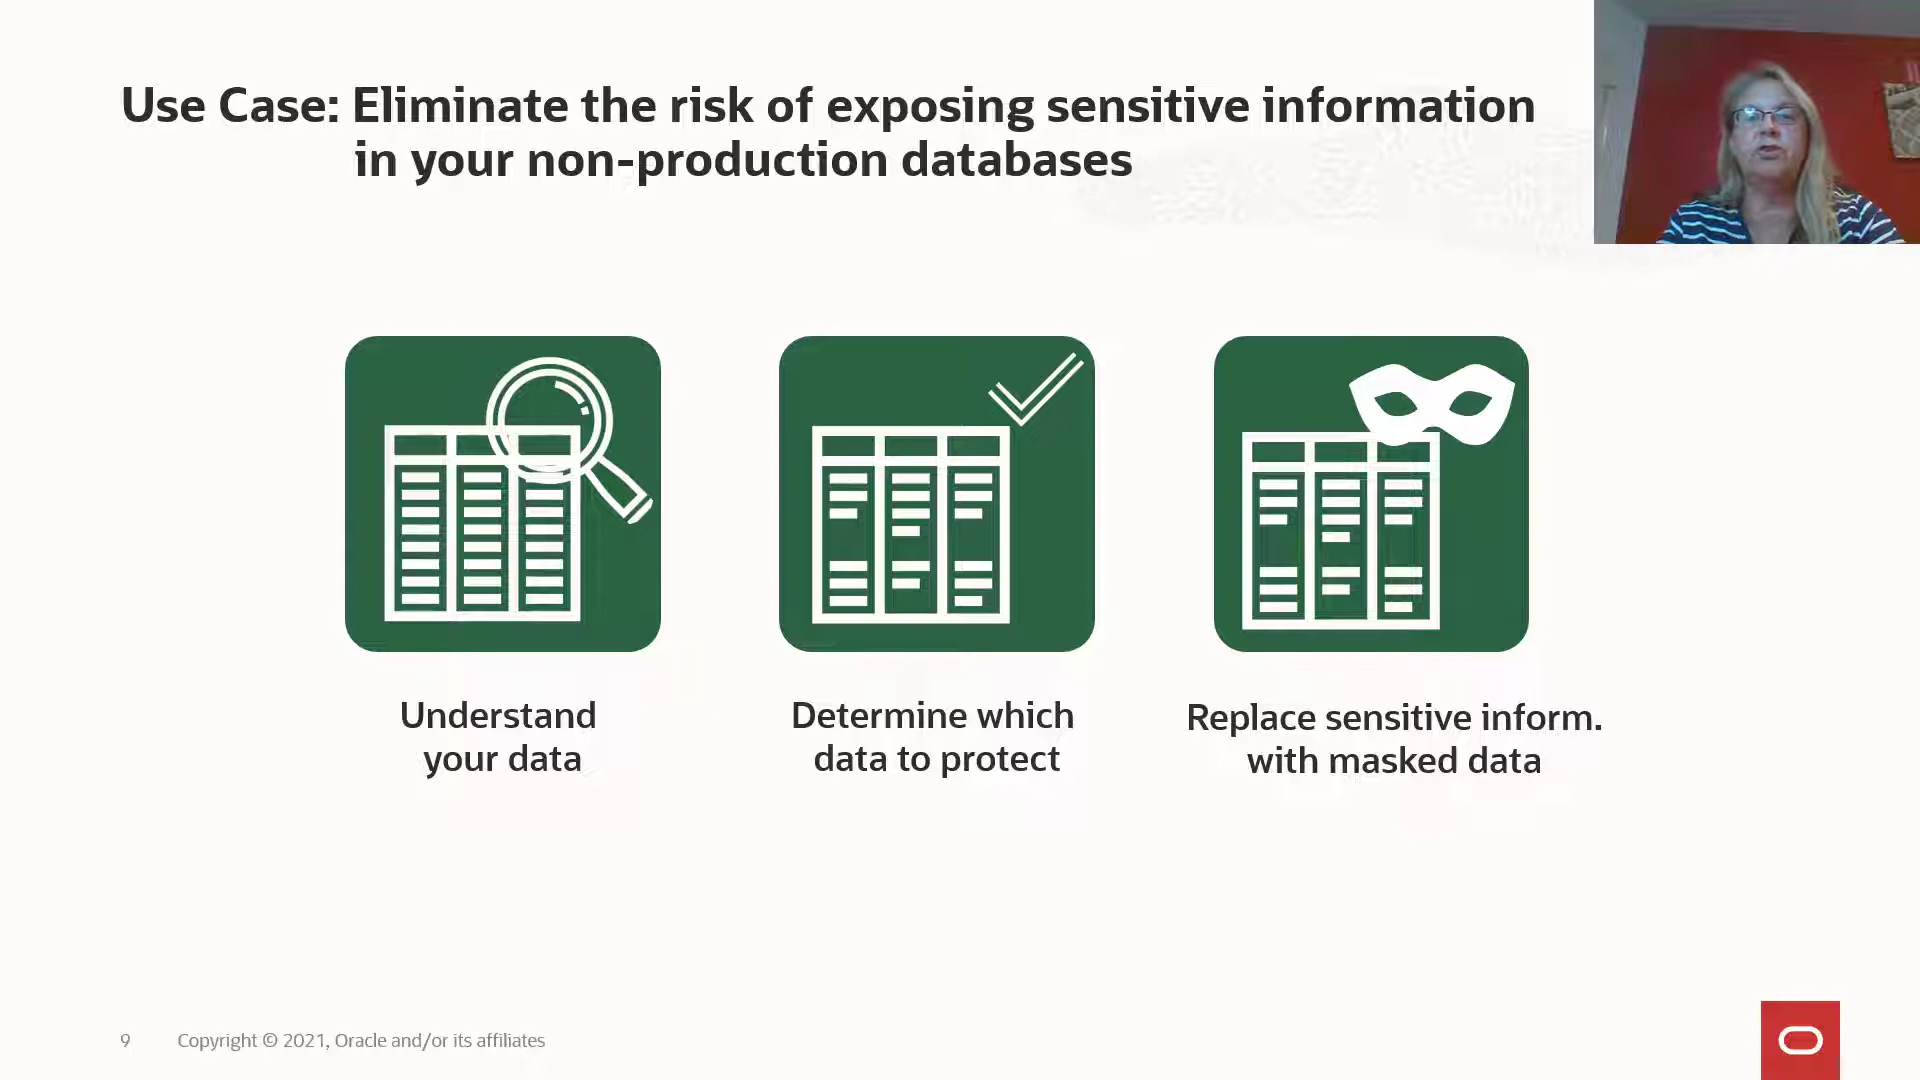 Use Case: Eliminate the risk of exposing sensitive information
in your non-production databases
Understand
your data
Determine which
data to protect
Replace sensitive inform.
with masked data
9 Copyright © 2021, Oracle and/or its affiliates